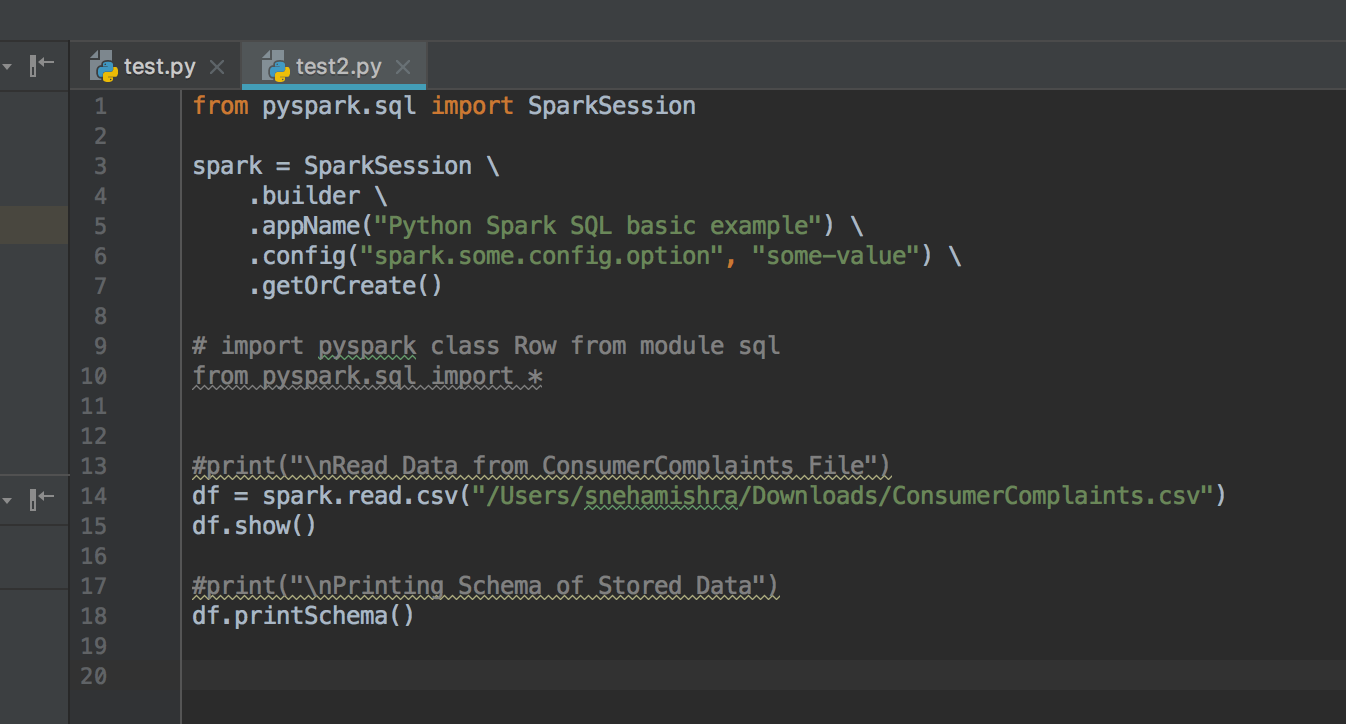 test.py
test2.py
1 from pyspark.sql import SparkSession
2
3 spark = SparkSession \
4     .builder \
5     .appName("Python Spark SQL basic example") \
6     .config("spark.some.config.option", "some-value") \
7     .getOrCreate()
8
9 # import pyspark class Row from module sql
10 from pyspark.sql import *
11
12
13 #print("\nRead Data from ConsumerComplaints File")
14 df = spark.read.csv("/Users/snehamishra/Downloads/ConsumerComplaints.csv")
15 df.show()
16
17 #print("\nPrinting Schema of Stored Data")
18 df.printSchema()
19
20